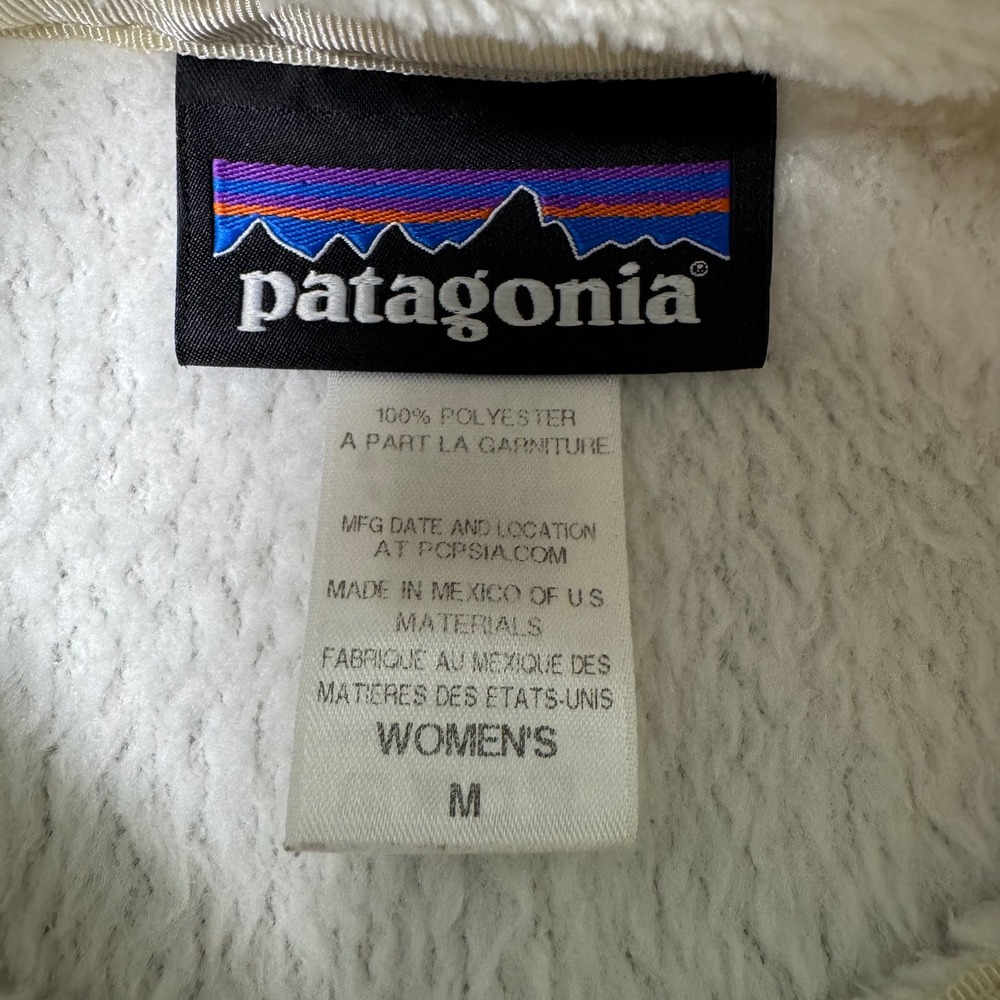 patagonia®
100% POLYESTER
A PART LA GARNITURE
MFG DATE AND LOCATION
AT PCPSIA.COM
MADE IN MEXICO OF U.S
MATERIALS
FABRIQUE AU MEXIQUE DES
MATIERES DES ETATS-UNIS
WOMEN'S
M